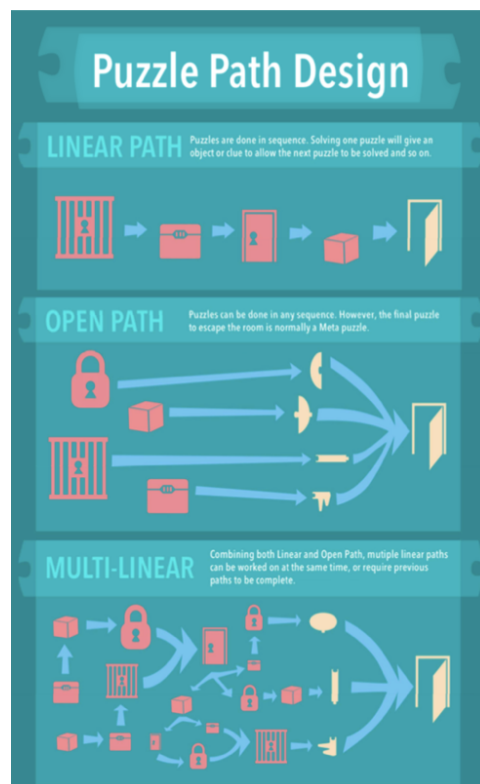 Puzzle Path Design
LINEAR PATH
Puzzles are done in sequence. Solving one puzzle will give an
object or clue to allow the next puzzle to be solved and so on.
OPEN PATH
Puzzles can be done in any sequence. However, the final puzzle
to escape the room is normally a Meta puzzle.
MULTI-LINEAR
Combining both Linear and Open Path, mutiple linear paths
can be worked on at the same time, or require previous
paths to be complete.